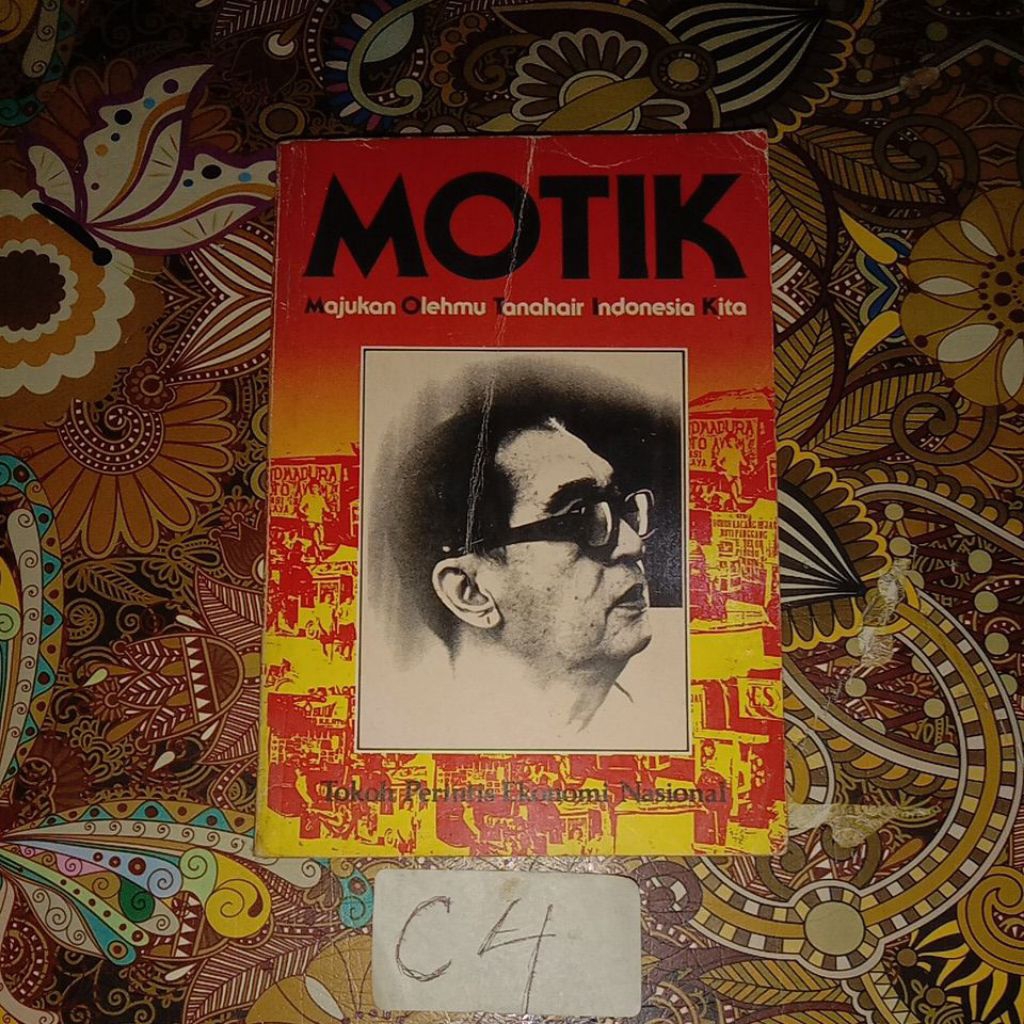 MOTIK
Majukan Olehmu Tanahair Indonesia Kita
Tokoh Perintis Ekonomi Nasional
C4